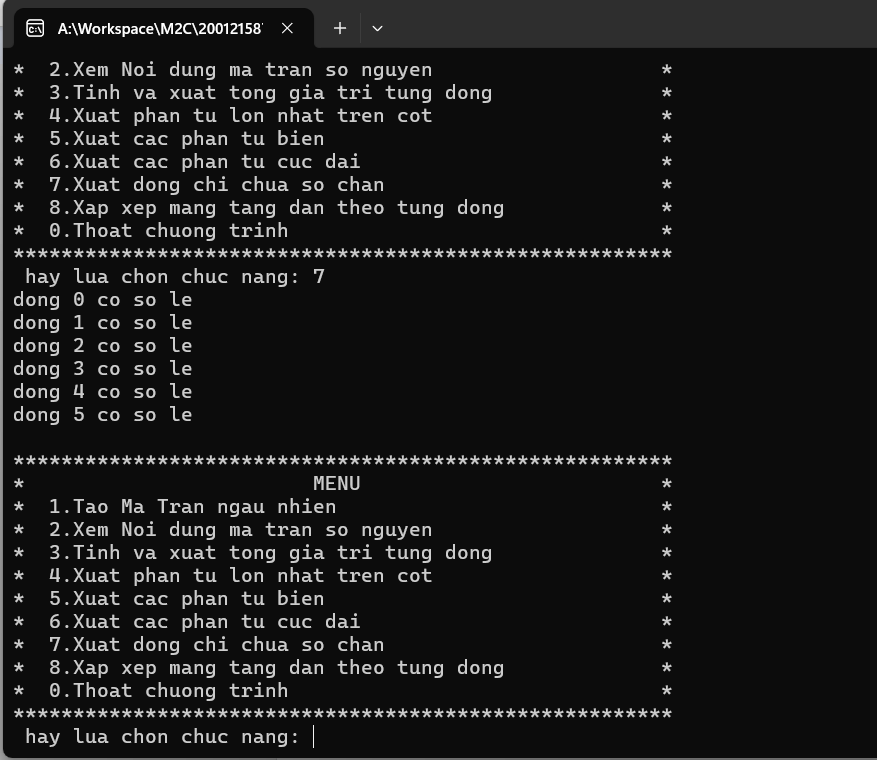 A:\Workspace\M2C\20012158
* 2.Xem Noi dung ma tran so nguyen *
* 3.Tinh va xuat tong gia tri tung dong *
* 4.Xuat phan tu lon nhat tren cot *
* 5.Xuat cac phan tu bien *
* 6.Xuat cac phan tu cuc dai *
* 7.Xuat dong chi chua so chan *
* 8.Xap xep mang tang dan theo tung dong *
* 0.Thoat chuong trinh *
*******************************************************
hay lua chon chuc nang: 7
dong 0 co so le
dong 1 co so le
dong 2 co so le
dong 3 co so le
dong 4 co so le
dong 5 co so le
*******************************************************
* MENU *
* 1.Tao Ma Tran ngau nhien *
* 2.Xem Noi dung ma tran so nguyen *
* 3.Tinh va xuat tong gia tri tung dong *
* 4.Xuat phan tu lon nhat tren cot *
* 5.Xuat cac phan tu bien *
* 6.Xuat cac phan tu cuc dai *
* 7.Xuat dong chi chua so chan *
* 8.Xap xep mang tang dan theo tung dong *
* 0.Thoat chuong trinh *
*******************************************************
hay lua chon chuc nang: